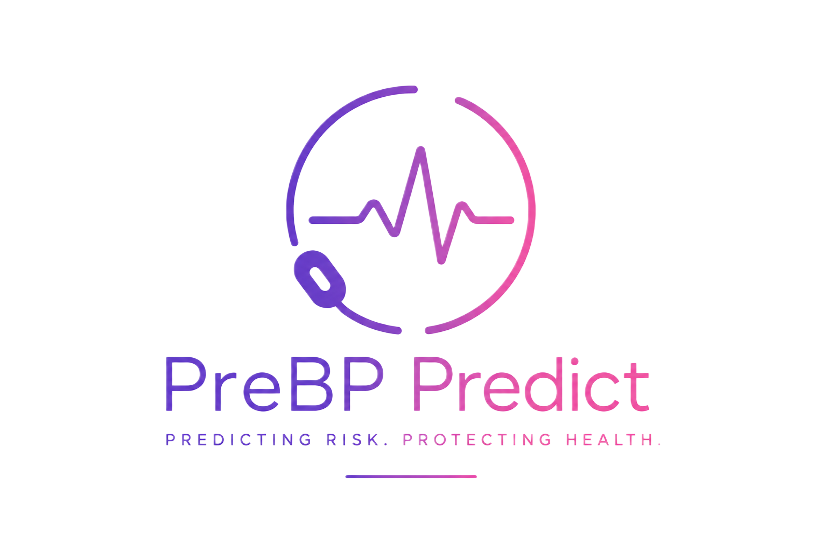 PreBP Predict
PREDICTING RISK. PROTECTING HEALTH.